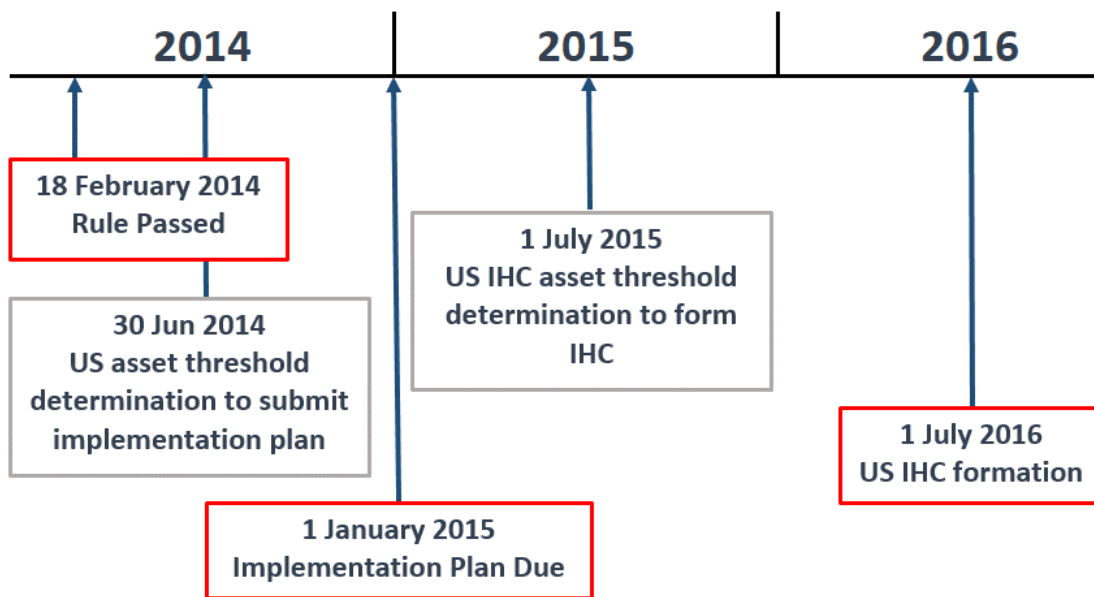 2014
2015
2016
18 February 2014
Rule Passed
30 Jun 2014
US asset threshold
determination to submit
implementation plan
1 January 2015
Implementation Plan Due
1 July 2015
US IHC asset threshold
determination to form
IHC
1 July 2016
US IHC formation